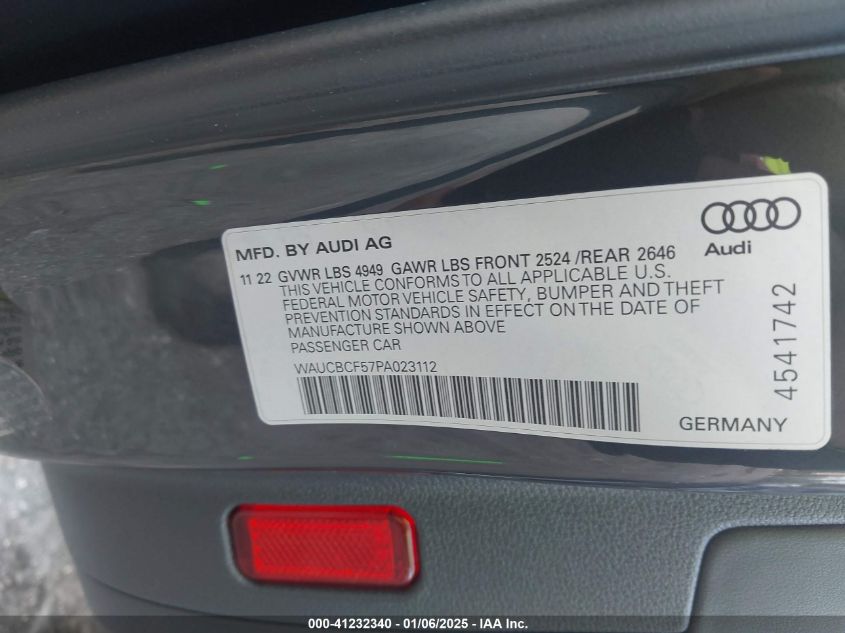 MFD. BY AUDI AG
Audi
11 22 GVWR LBS 4949 GAWR LBS FRONT 2524 /REAR 2646
THIS VEHICLE CONFORMS TO ALL APPLICABLE U.S.
FEDERAL MOTOR VEHICLE SAFETY, BUMPER AND THEFT
PREVENTION STANDARDS IN EFFECT ON THE DATE OF
MANUFACTURE SHOWN ABOVE
PASSENGER CAR
WAUCBCF57PA023112
4541742
GERMANY
000-41232340 - 01/06/2025 - IAA Inc.